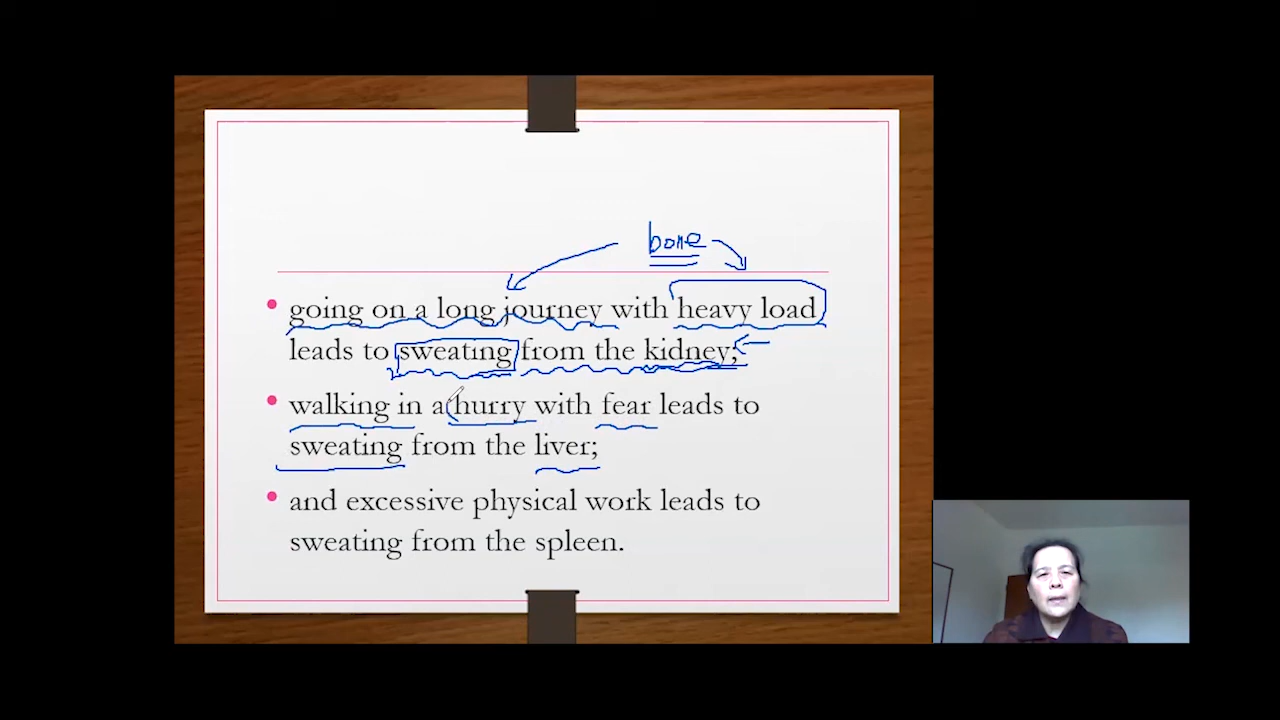 bone
going on a long journey with heavy load
leads to sweating from the kidney;
walking in a hurry with fear leads to
sweating from the liver;
and excessive physical work leads to
sweating from the spleen.